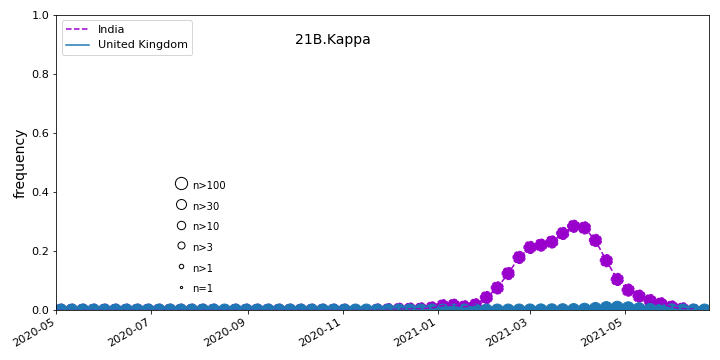 India
United Kingdom
21B.Kappa
frequency
1.0
0.8
0.6
0.4
0.2
0.0
n>100
n>30
n>10
n>3
n>1
n=1
2020-05
2020-07
2020-09
2020-11
2021-01
2021-03
2021-05